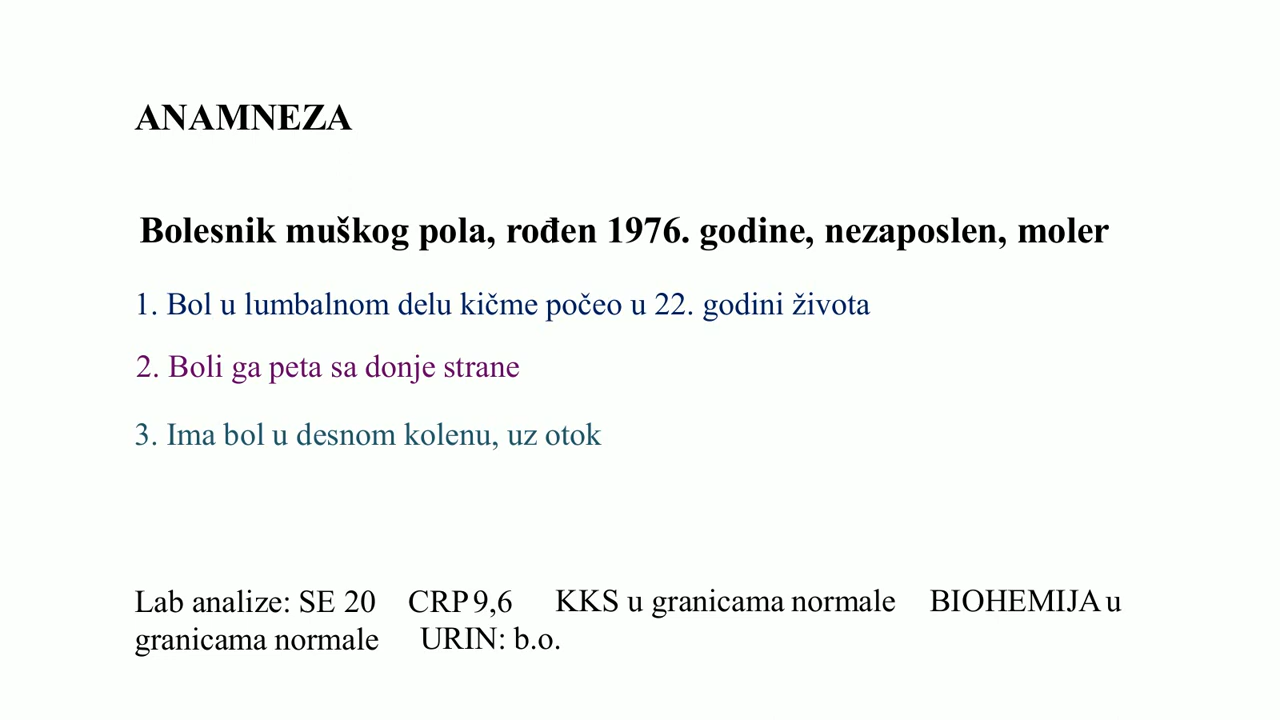 ANAMNEZA
Bolesnik muškog pola, rođen 1976. godine, nezaposlen, moler
1. Bol u lumbalnom delu kičme počeo u 22. godini života
2. Boli ga peta sa donje strane
3. Ima bol u desnom kolenu, uz otok
Lab analize: SE 20 CRP 9,6 KKS u granicama normale BIOHEMIJA u
granicama normale URIN: b.o.